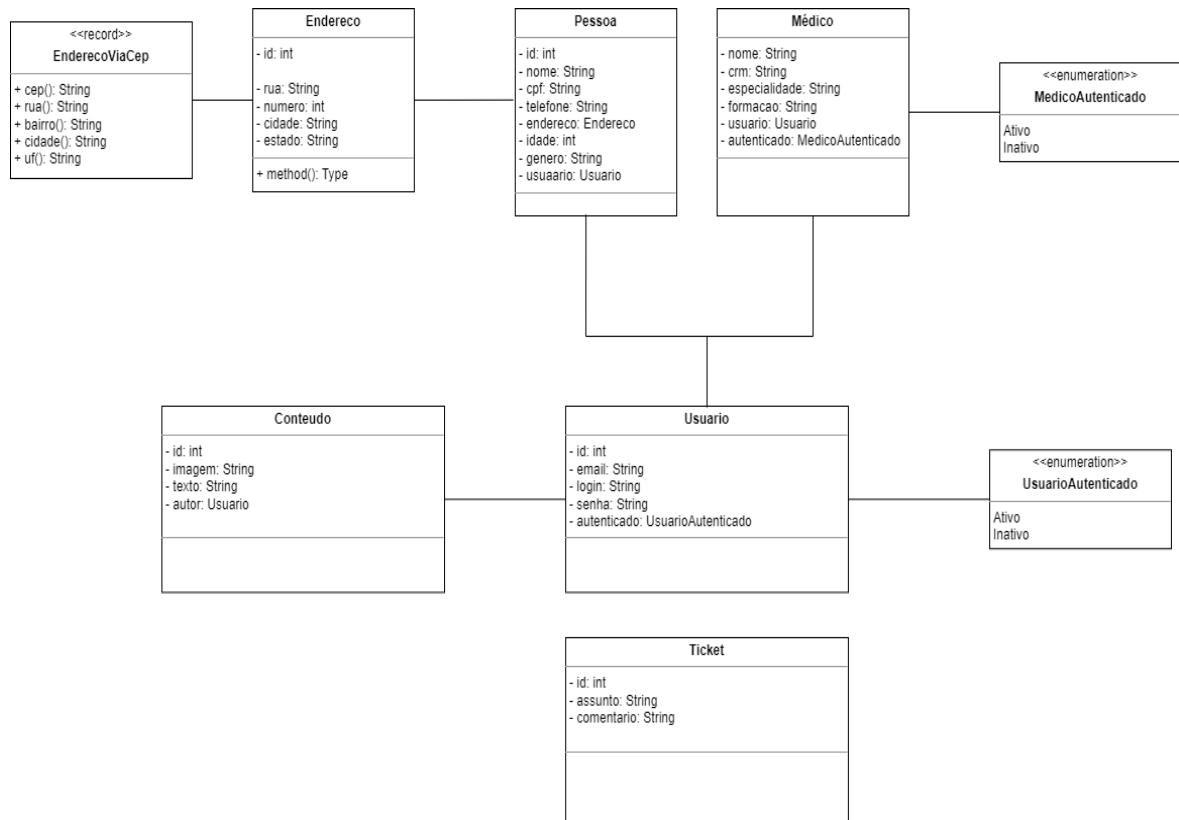 <<record>>
EnderecoViaCep
+ cep(): String
+ rua(): String
+ bairro(): String
+ cidade(): String
+ uf(): String
Endereco
- id: int
- rua: String
- numero: int
- cidade: String
- estado: String
+ method(): Type
Pessoa
- id: int
- nome: String
- cpf: String
- telefone: String
- endereco: Endereco
- idade: int
- genero: String
- usuaario: Usuario
Médico
- nome: String
- crm: String
- especialidade: String
- formacao: String
- usuario: Usuario
- autenticado: MedicoAutenticado
<<enumeration>>
MedicoAutenticado
Ativo
Inativo
Conteudo
- id: int
- imagem: String
- texto: String
- autor: Usuario
Usuario
- id: int
- email: String
- login: String
- senha: String
- autenticado: UsuarioAutenticado
<<enumeration>>
UsuarioAutenticado
Ativo
Inativo
Ticket
- id: int
- assunto: String
- comentario: String